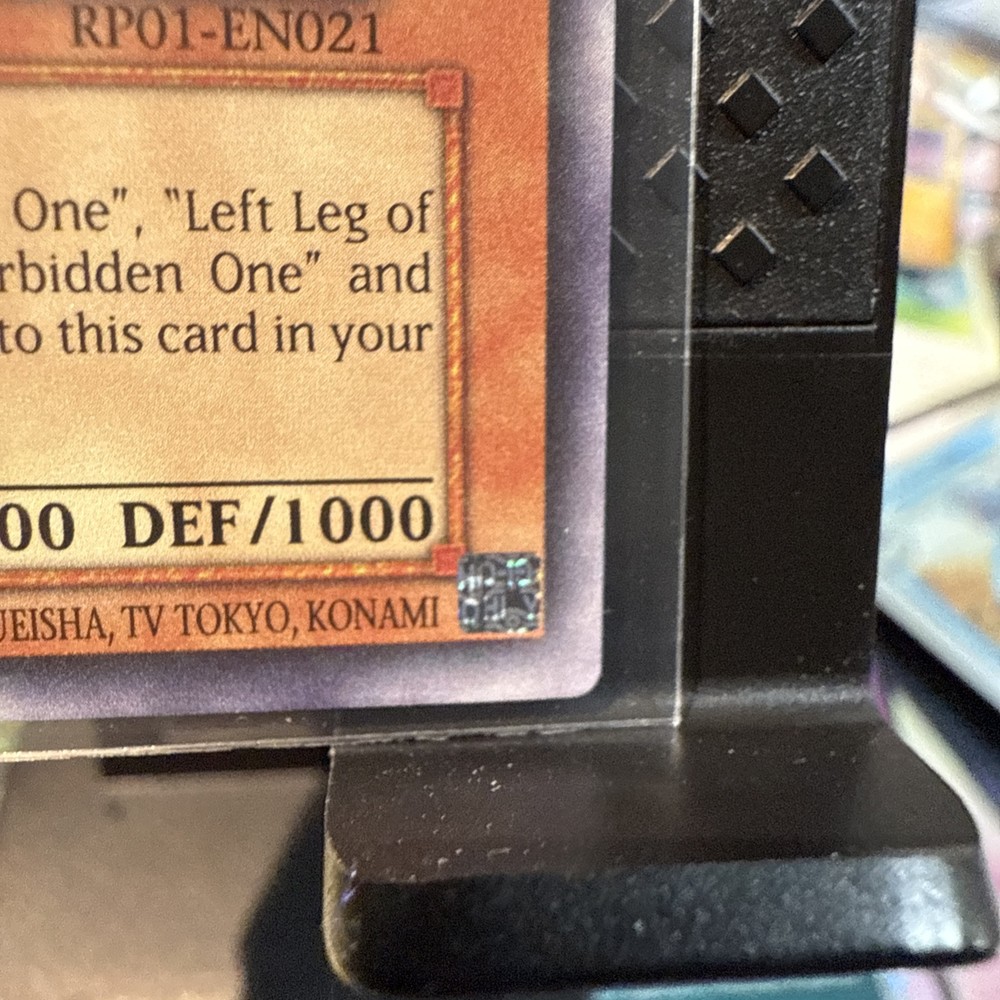 RP01-EN021
One", "Left Leg of
rbidden One" and
to this card in your
00 DEF/1000
UEISHA, TV TOKYO, KONAMI